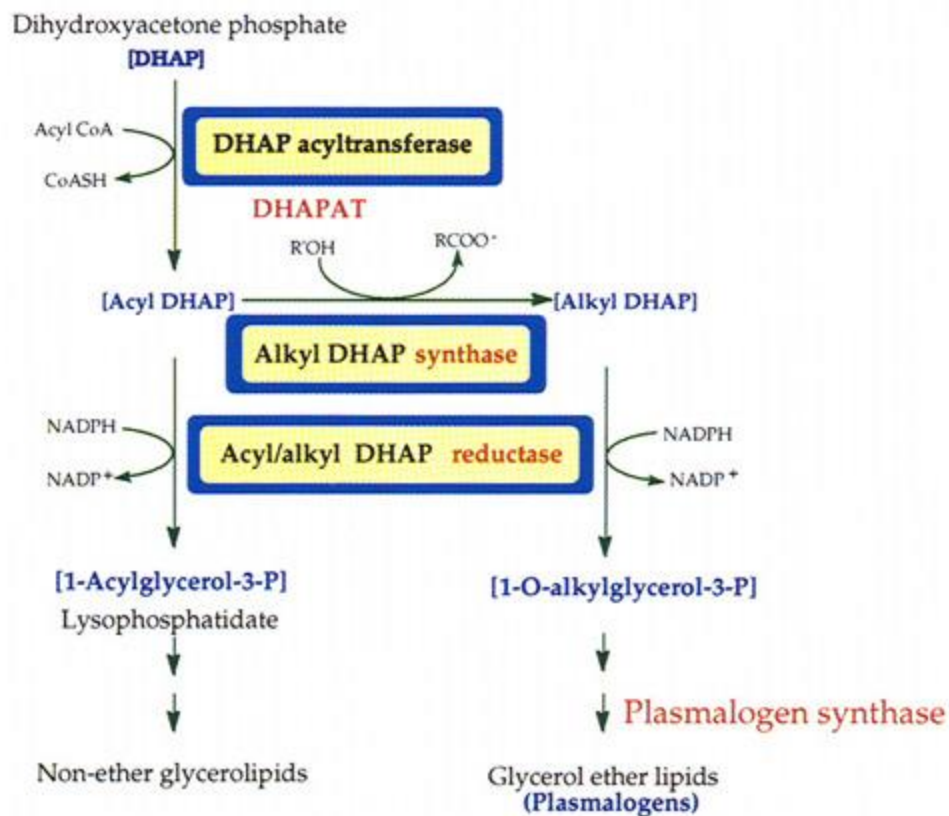 Dihydroxyacetone phosphate
[DHAP]
Acyl CoA
DHAP acyltransferase
CoASH
DHAPAT
R'OH
RCOO-
[Acyl DHAP]
[Alkyl DHAP]
Alkyl DHAP synthase
NADPH
Acyl/alkyl DHAP reductase
NADPH
NADP+
NADP+
[1-Acylglycerol-3-P]
[1-O-alkylglycerol-3-P]
Lysophosphatidate
Plasmalogen synthase
Non-ether glycerolipids
Glycerol ether lipids
(Plasmalogens)